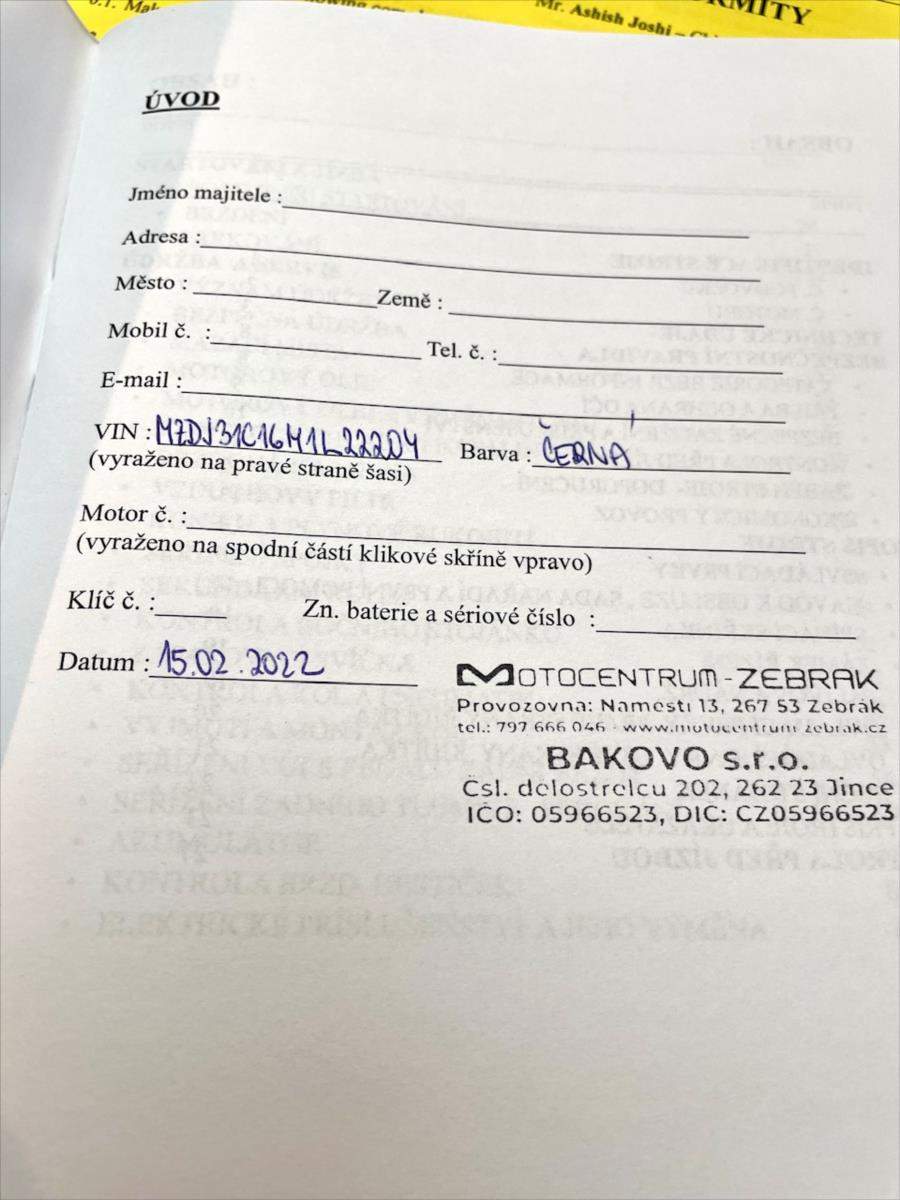 Mr. Ashish Joshi –
ÚVOD
Jméno majitele :
Adresa :
Město : Země :
Mobil č. : Tel. č. :
E-mail :
VIN : MZDJ31C16M1L22204 Barva : ČERNÁ
(vyraženo na pravé straně šasi)
Motor č. :
(vyraženo na spodní částí klikové skříně vpravo)
Klíč č. : Zn. baterie a sériové číslo :
Datum : 15.02.2022
MOTOCENTRUM-ZEBRAK
Provozovna: Namesti 13, 267 53 Zebrák
tel.: 797 666 046 - www.motocentrum-zebrak.cz
BAKOVO s.r.o.
Čsl. delostrelcu 202, 262 23 Jince
IČO: 05966523, DIC: CZ05966523